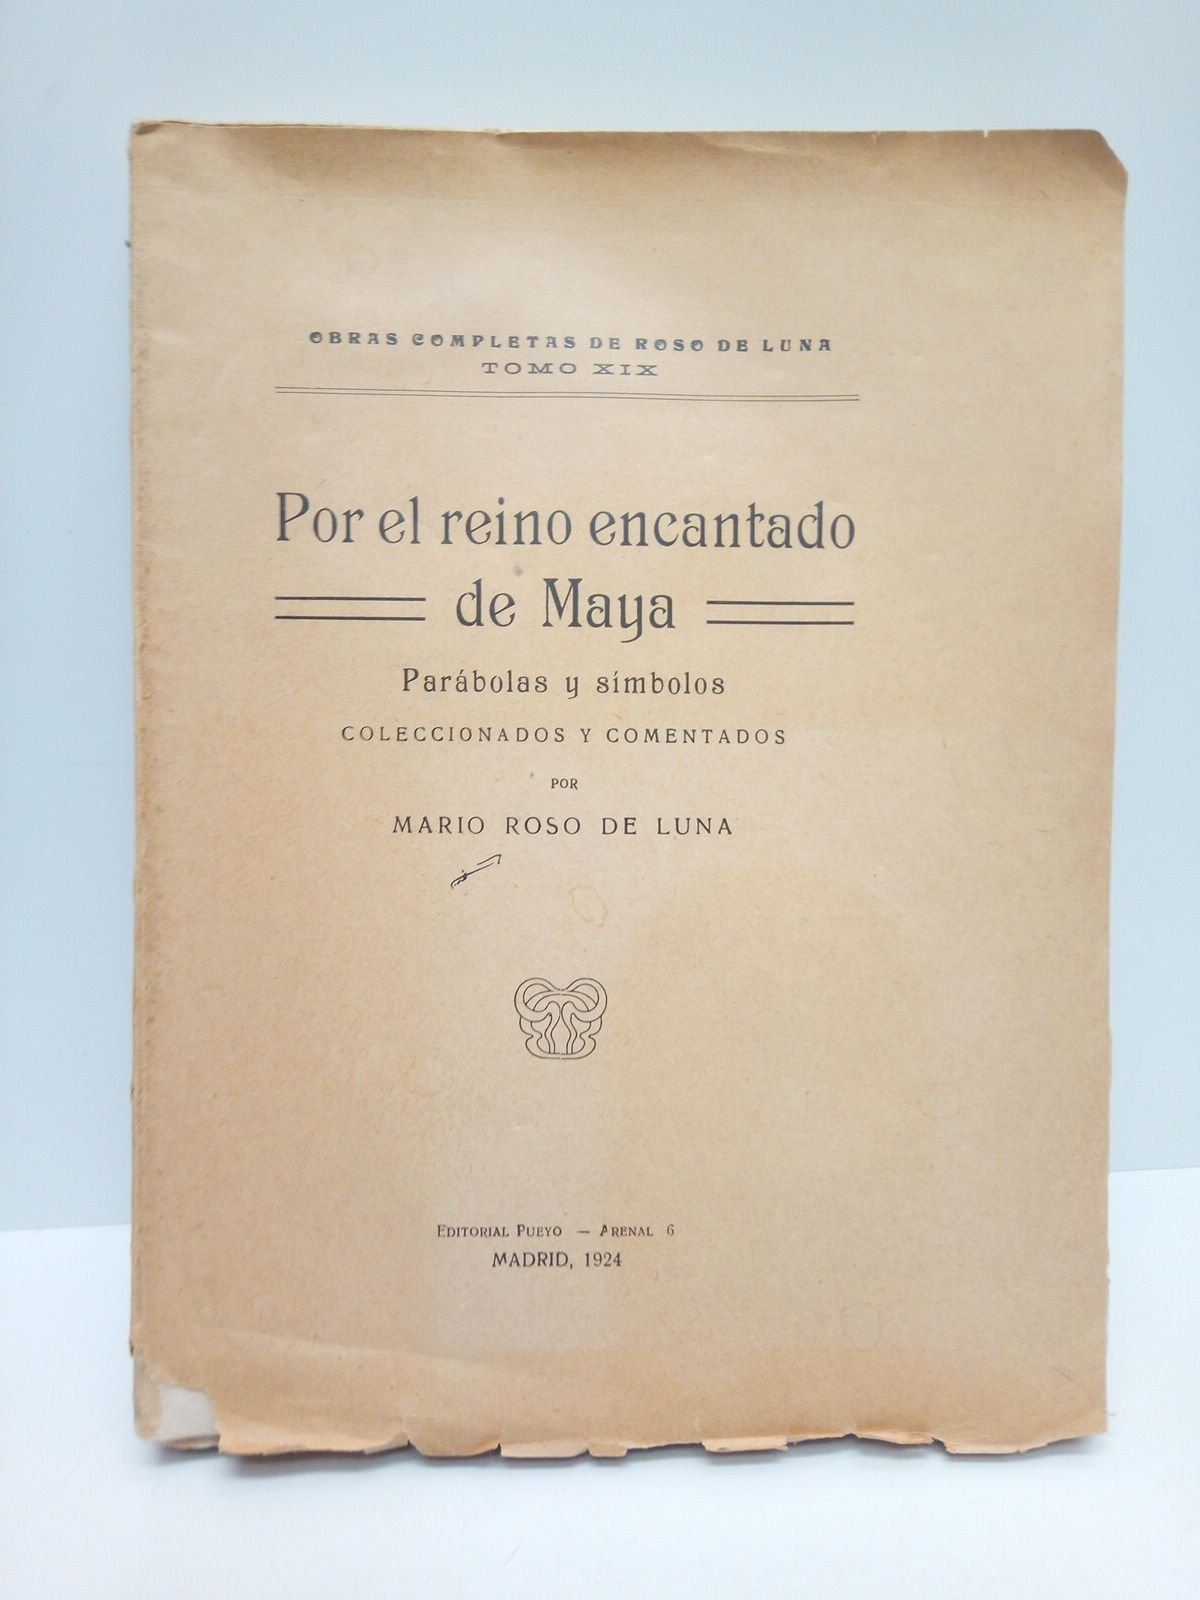 OBRAS COMPLETAS DE ROSO DE LUNA
TOMO XIX
Por el reino encantado
de Maya
Parábolas y símbolos
COLECCIONADOS Y COMENTADOS
POR
MARIO ROSO DE LUNA
EDITORIAL PUEYO — ARENAL 6
MADRID, 1924